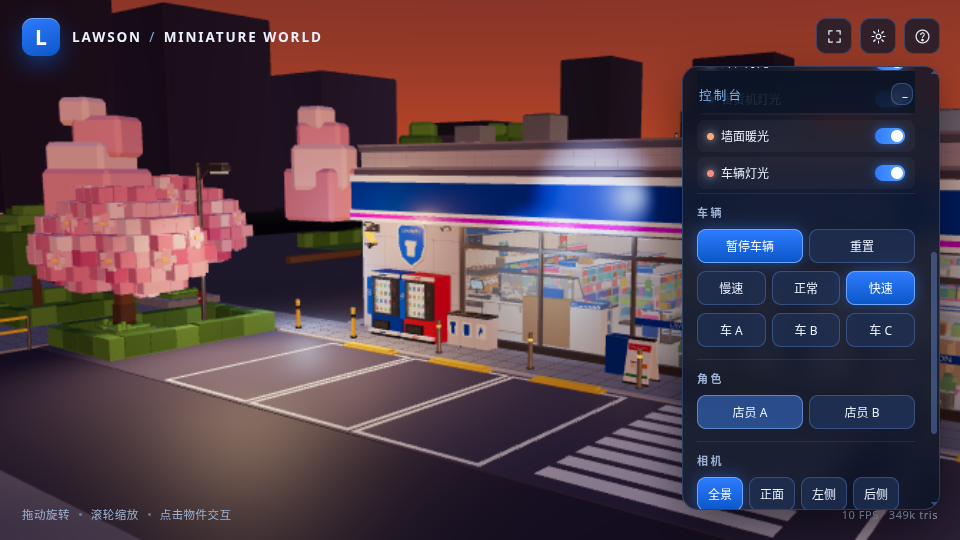 L LAWSON / MINIATURE WORLD
控制台
墙面暖光
车辆灯光
车辆
暂停车辆 重置
慢速 正常 快速
车 A 车 B 车 C
角色
店员 A 店员 B
相机
全景 正面 左侧 后侧
拖动旋转 • 滚轮缩放 • 点击物件交互
10 FPS 349k tris